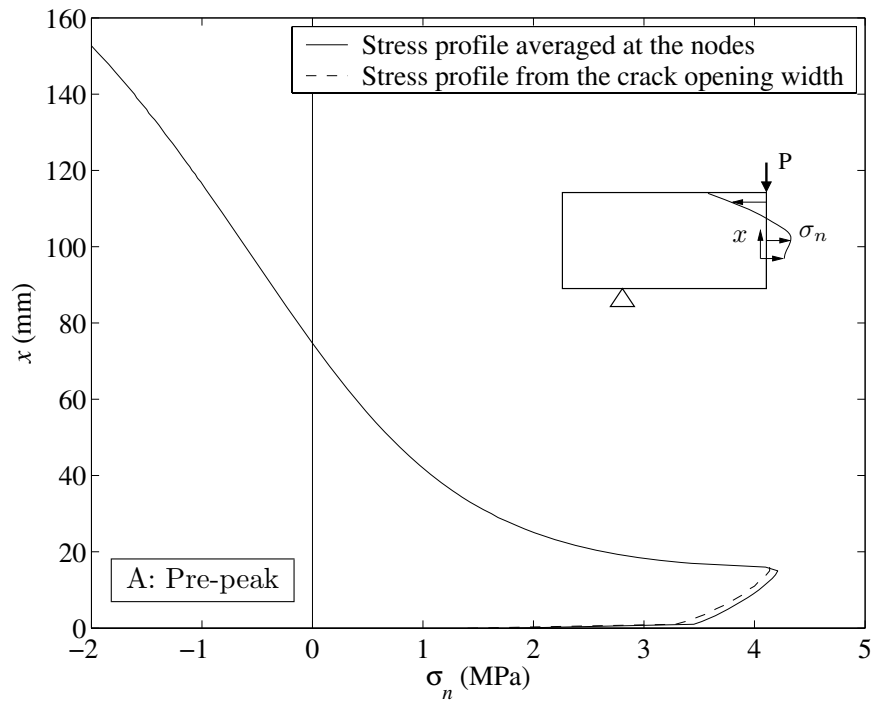 160
Stress profile averaged at the nodes
Stress profile from the crack opening width
140
120
P
100
x
σn
80
x (mm)
60
40
20
A: Pre-peak
0
−2
−1
0
1
2
3
4
5
σn (MPa)